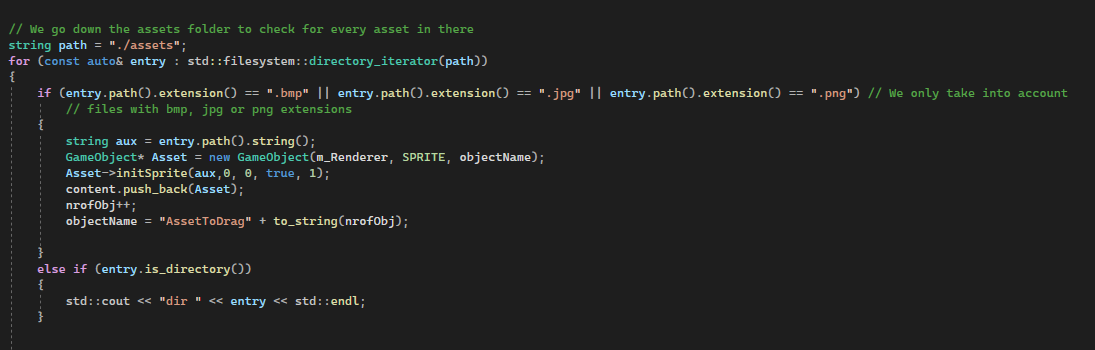 // We go down the assets folder to check for every asset in there
string path = "./assets";
for (const auto& entry : std::filesystem::directory_iterator(path))
{
if (entry.path().extension() == ".bmp" || entry.path().extension() == ".jpg" || entry.path().extension() == ".png") // We only take into account
// files with bmp, jpg or png extensions
{
string aux = entry.path().string();
GameObject* Asset = new GameObject(m_Renderer, SPRITE, objectName);
Asset->initSprite(aux,0, 0, true, 1);
content.push_back(Asset);
nrofObj++;
objectName = "AssetToDrag" + to_string(nrofObj);
}
else if (entry.is_directory())
{
std::cout << "dir " << entry << std::endl;
}